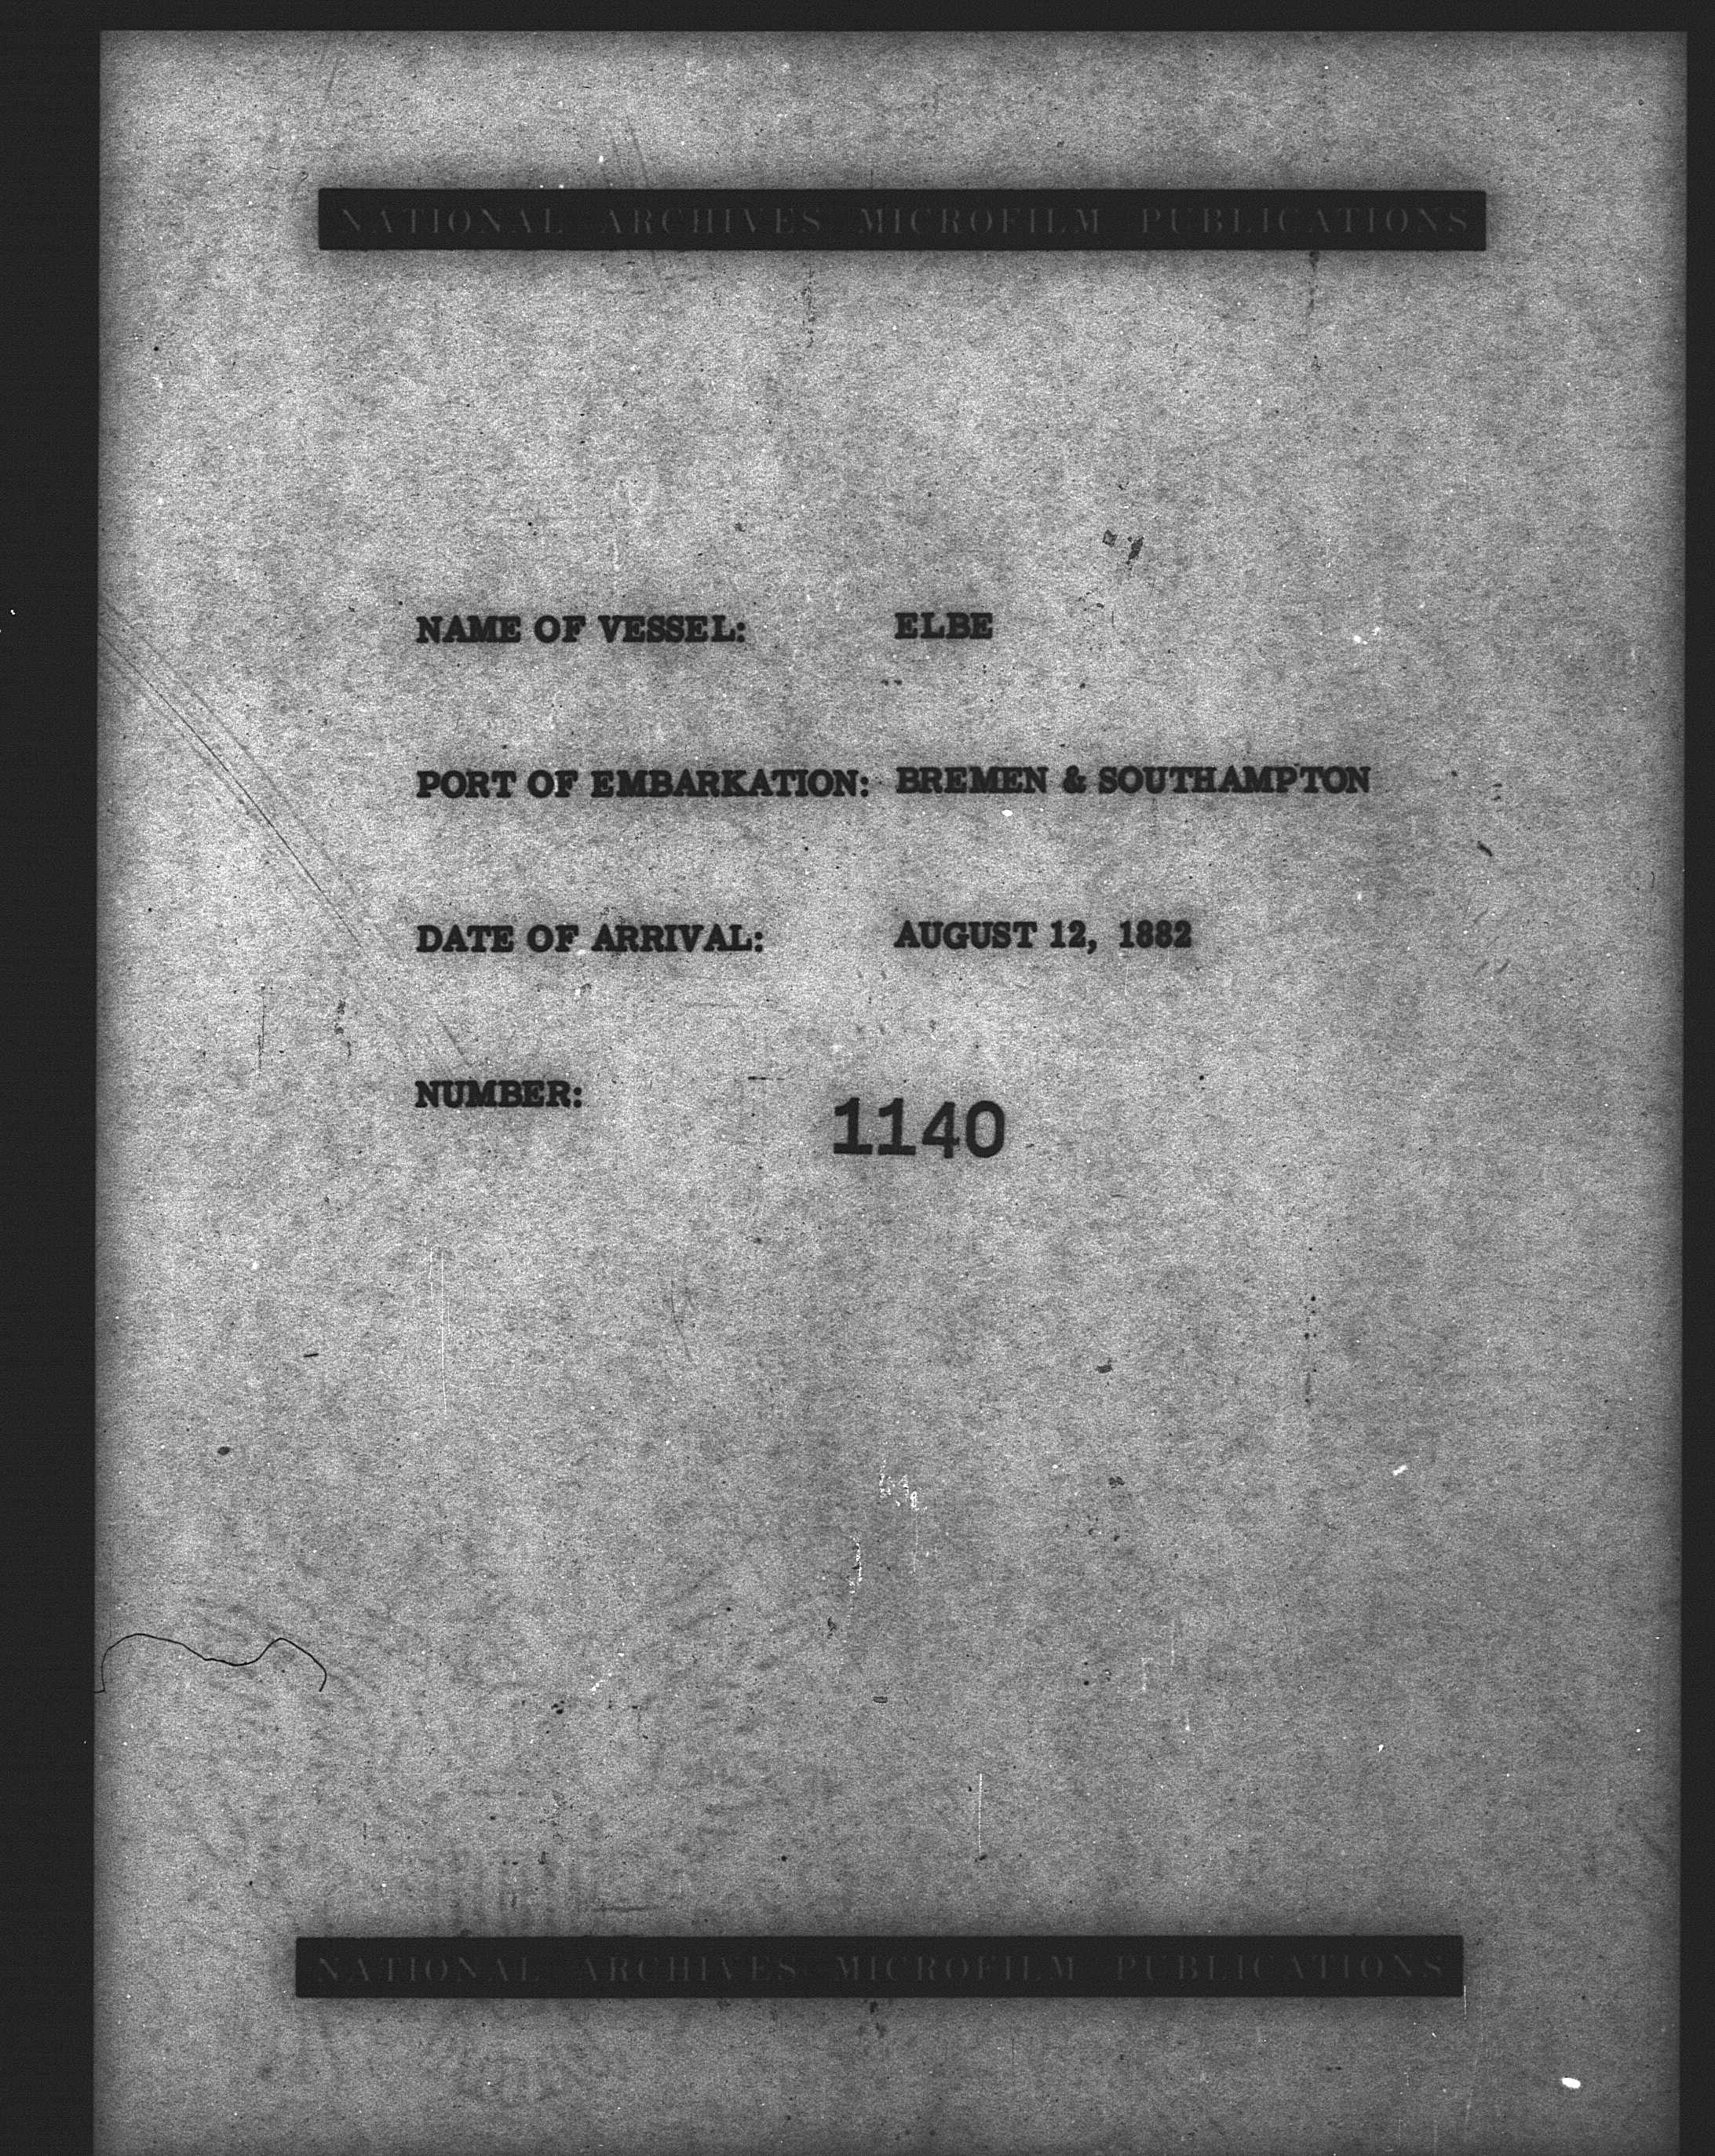 NATIONAL ARCHIVES MICROFILM PUBLICATIONS
NAME OF VESSEL: ELBE
PORT OF EMBARKATION: BREMEN & SOUTHAMPTON
DATE OF ARRIVAL: AUGUST 12, 1882
NUMBER: 1140
NATIONAL ARCHIVES MICROFILM PUBLICATIONS